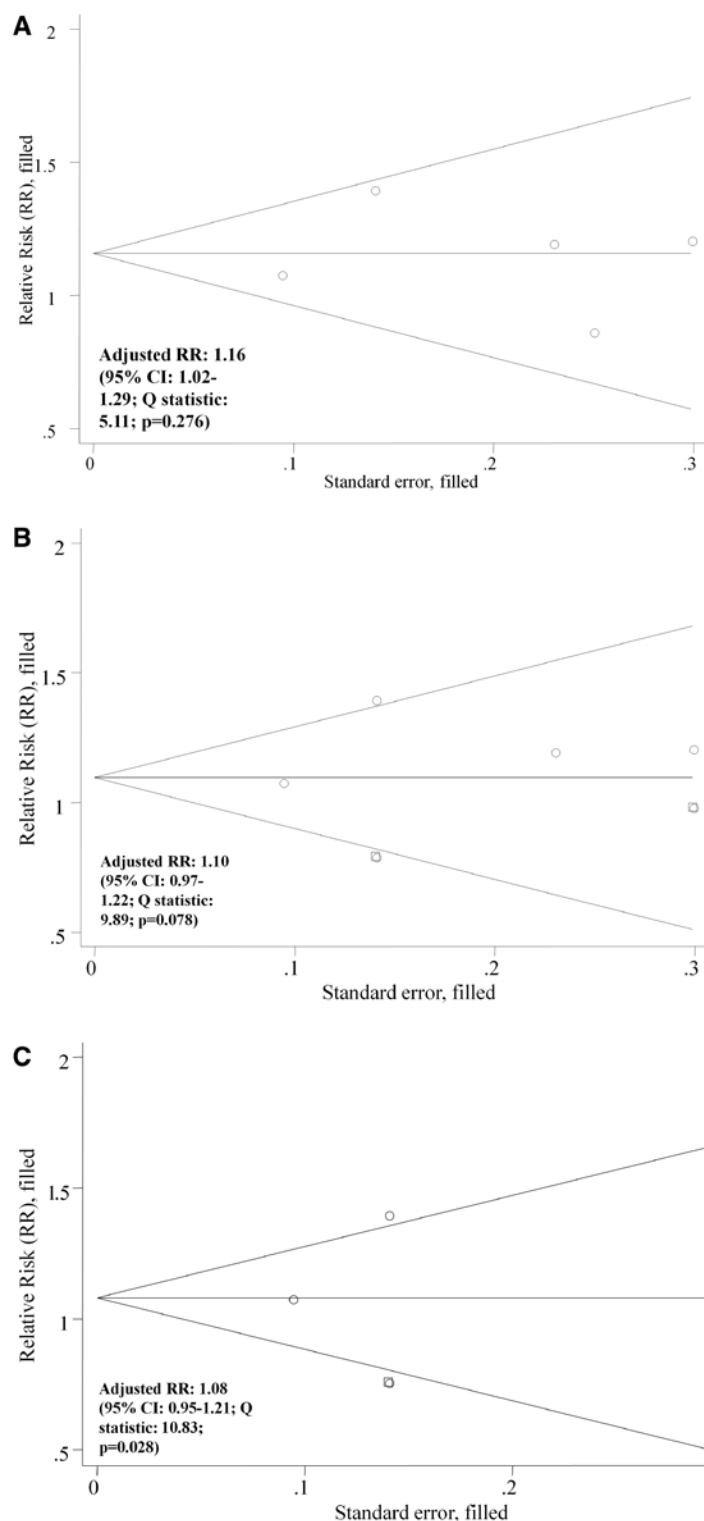 A
2
1.5
1
.5
Relative Risk (RR), filled
Adjusted RR: 1.16
(95% CI: 1.02-
1.29; Q statistic:
5.11; p=0.276)
0 .1 .2 .3
Standard error, filled
B
2
1.5
1
.5
Relative Risk (RR), filled
Adjusted RR: 1.10
(95% CI: 0.97-
1.22; Q statistic:
9.89; p=0.078)
0 .1 .2 .3
Standard error, filled
C
2
1.5
1
.5
Relative Risk (RR), filled
Adjusted RR: 1.08
(95% CI: 0.95-1.21; Q
statistic: 10.83;
p=0.028)
0 .1 .2
Standard error, filled